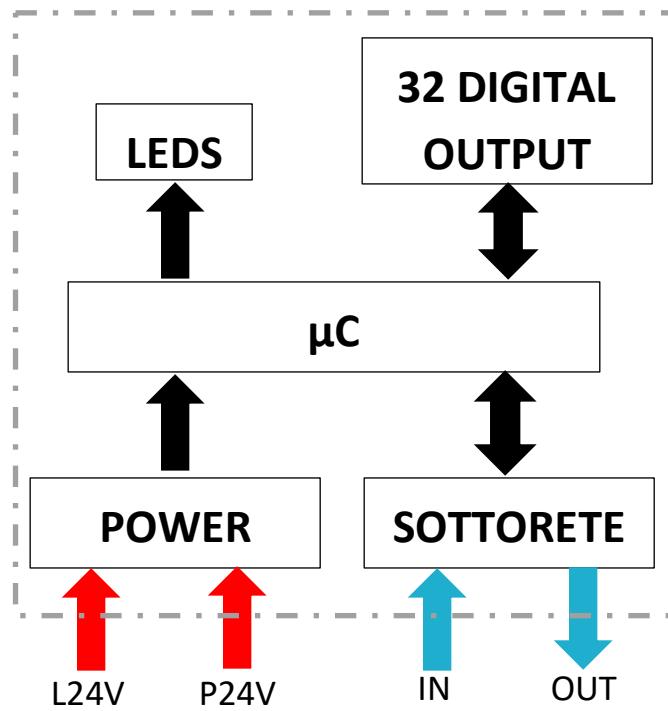 LEDS
32 DIGITAL
OUTPUT
µC
POWER
SOTTORETE
L24V
P24V
IN
OUT